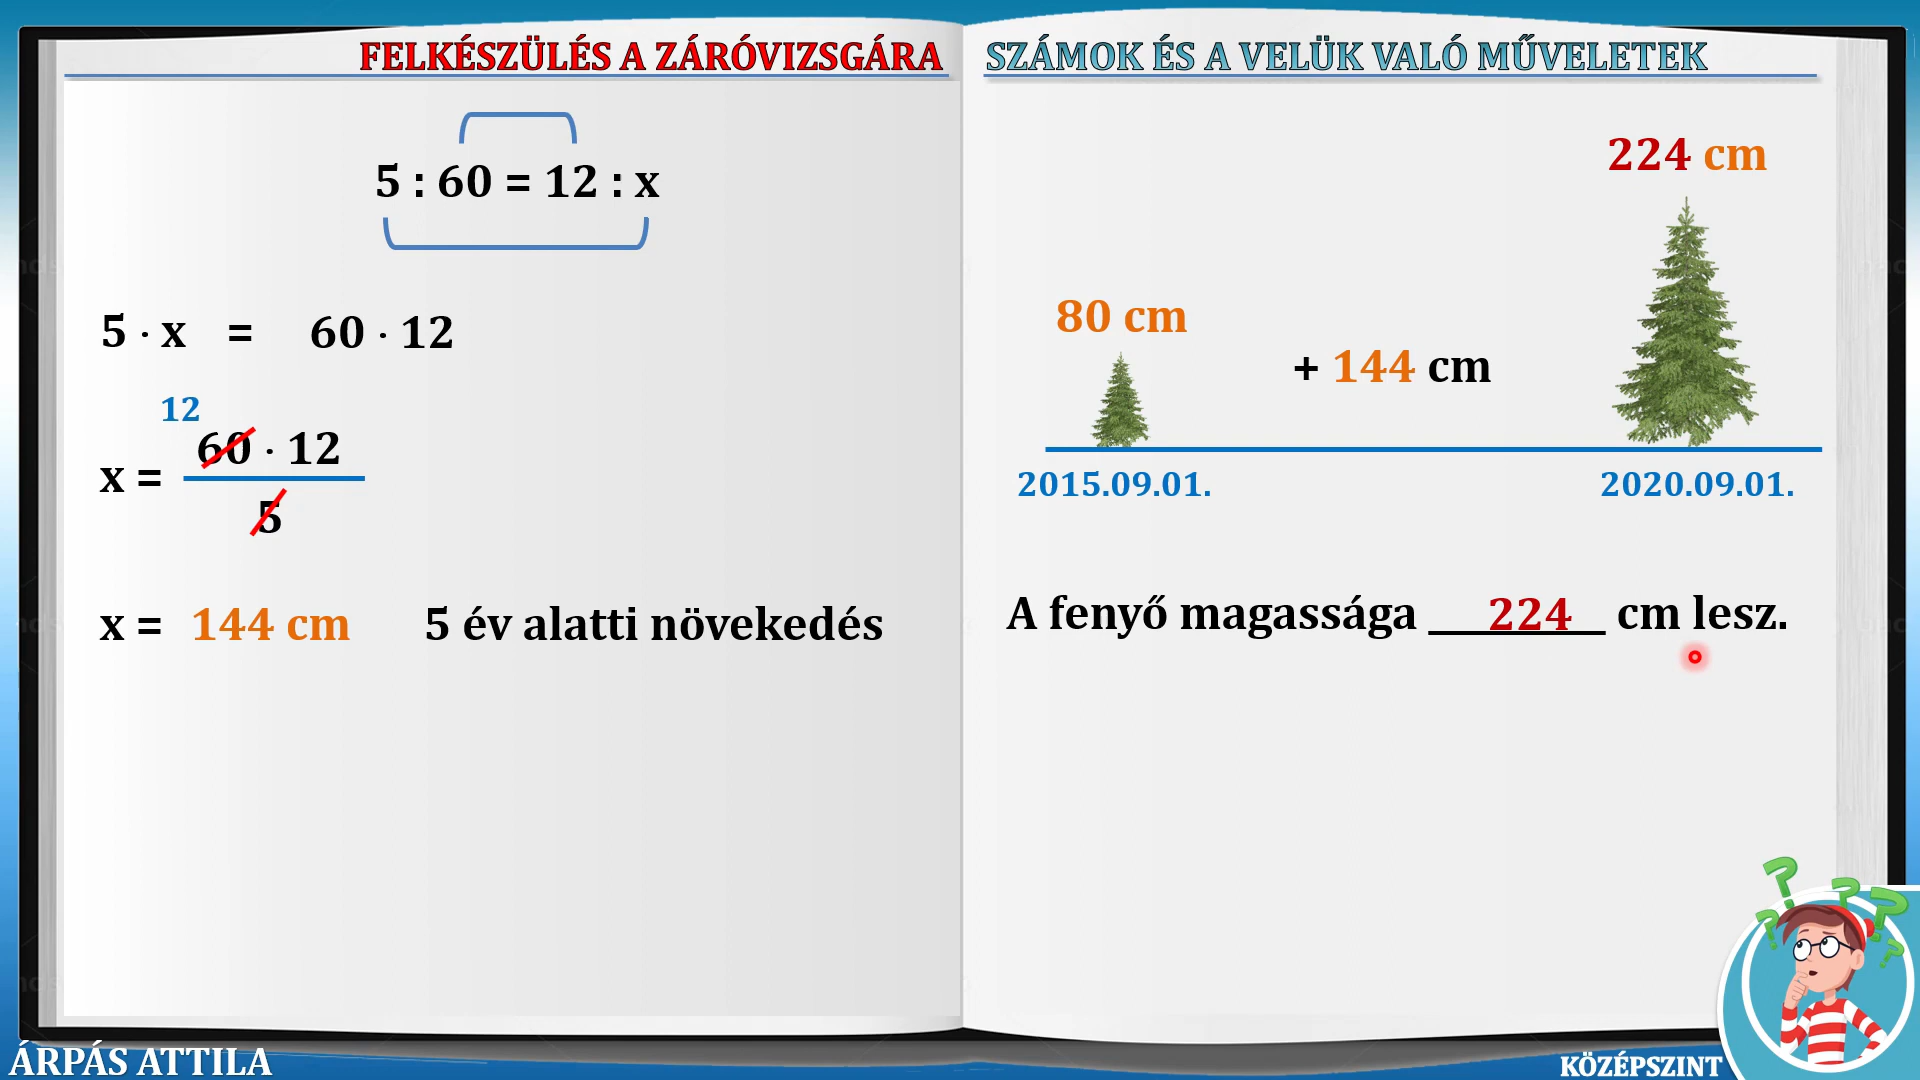 FELKÉSZÜLÉS A ZÁRÓVIZSGÁRA
5 : 60 = 12 : x
5 · x = 60 · 12
12
60 · 12
x =
5
x = 144 cm 5 év alatti növekedés
SZÁMOK ÉS A VELÜK VALÓ MŰVELETEK
224 cm
80 cm
+ 144 cm
2015.09.01. 2020.09.01.
A fenyő magassága 224 cm lesz.
? ? ? ? ?
ÁRPÁS ATTILA
KÖZÉPSZINT